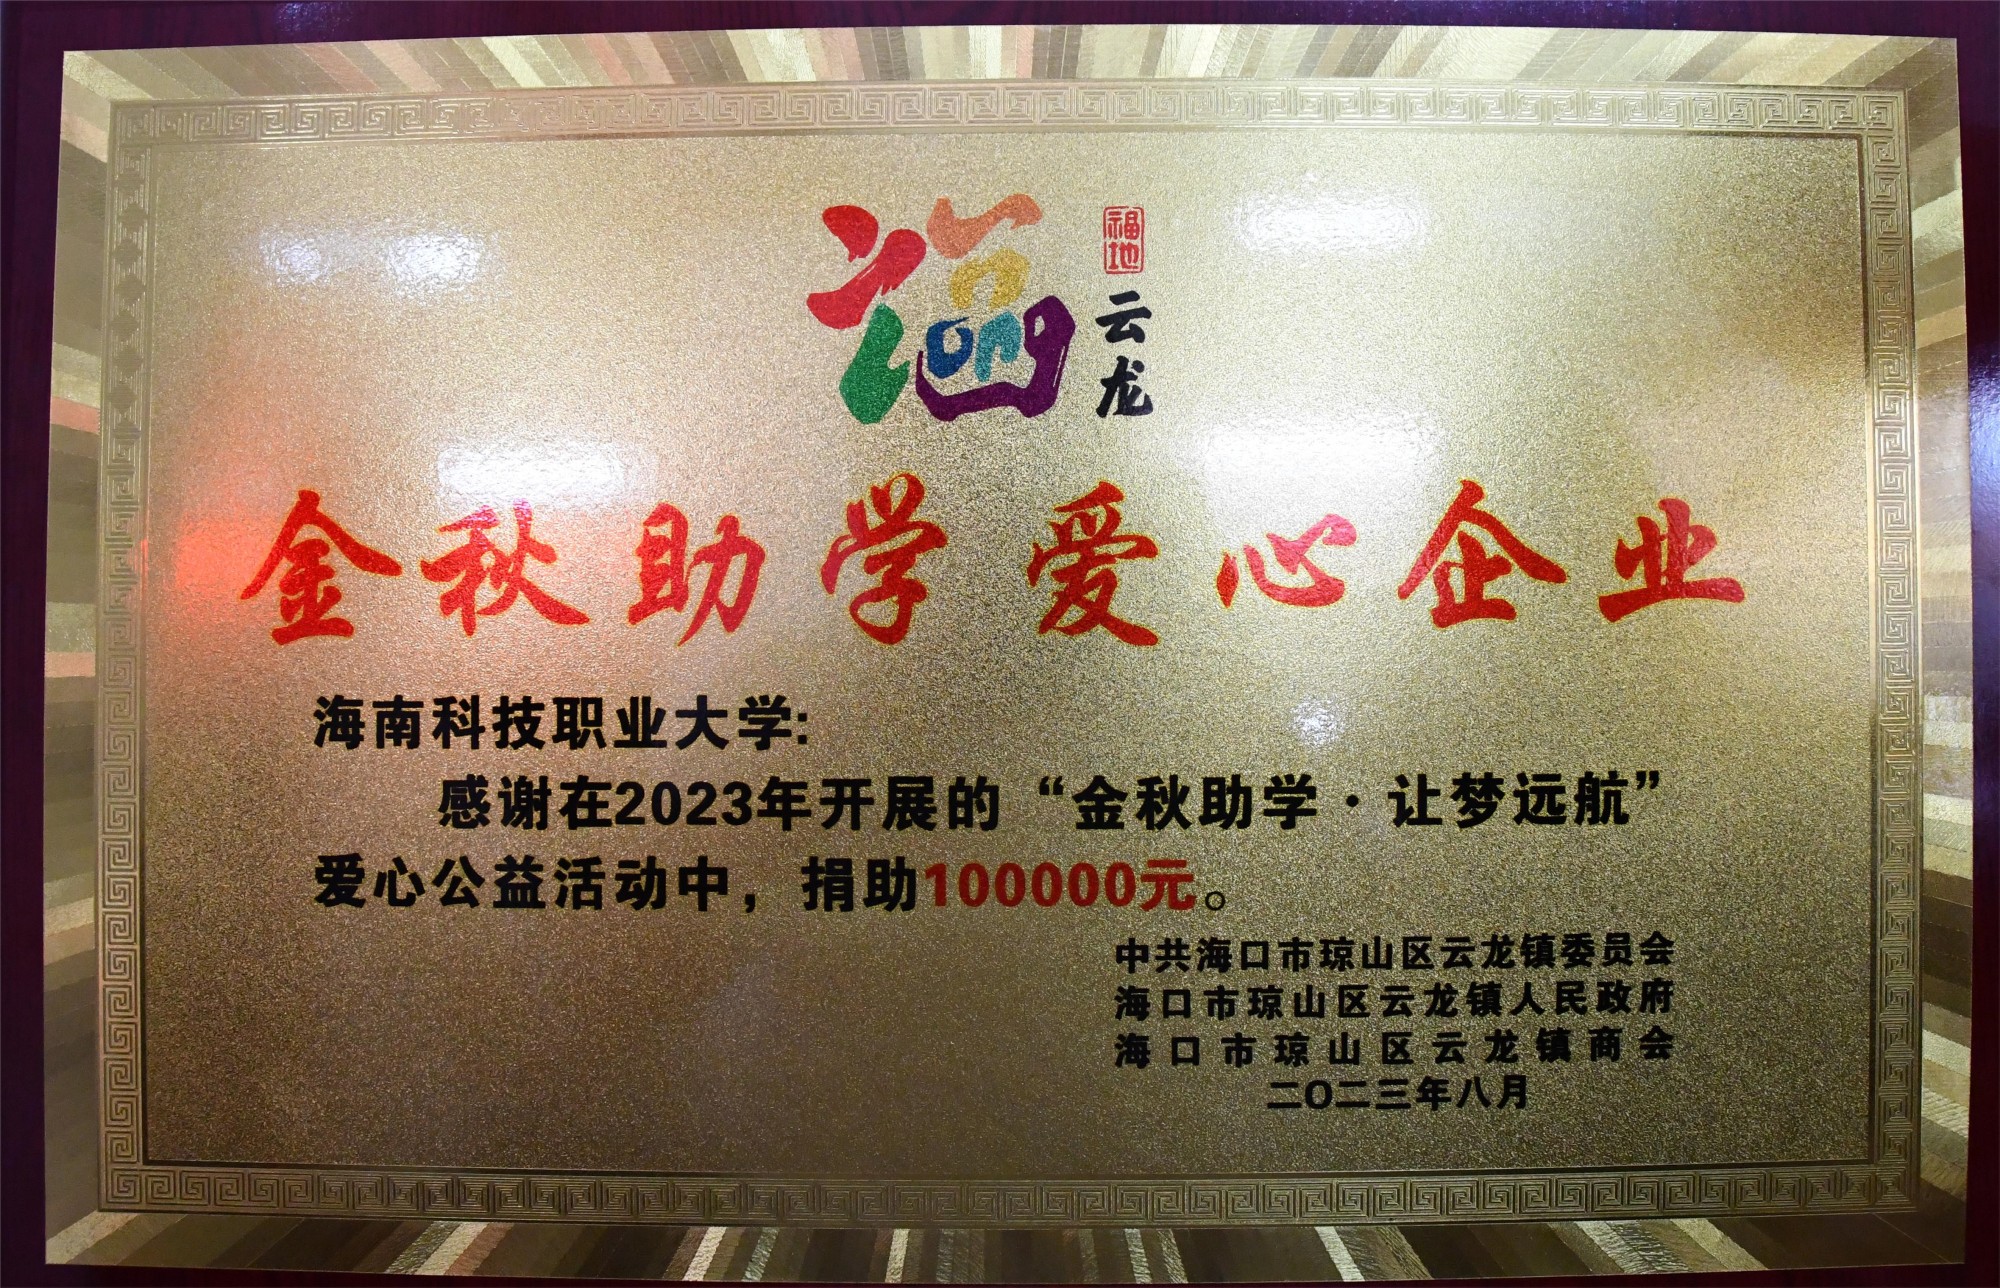 福地
云龙
金秋助学爱心企业
海南科技职业大学:
感谢在2023年开展的“金秋助学·让梦远航”
爱心公益活动中，捐助100000元。
中共海口市琼山区云龙镇委员会
海口市琼山区云龙镇人民政府
海口市琼山区云龙镇商会
二〇二三年八月